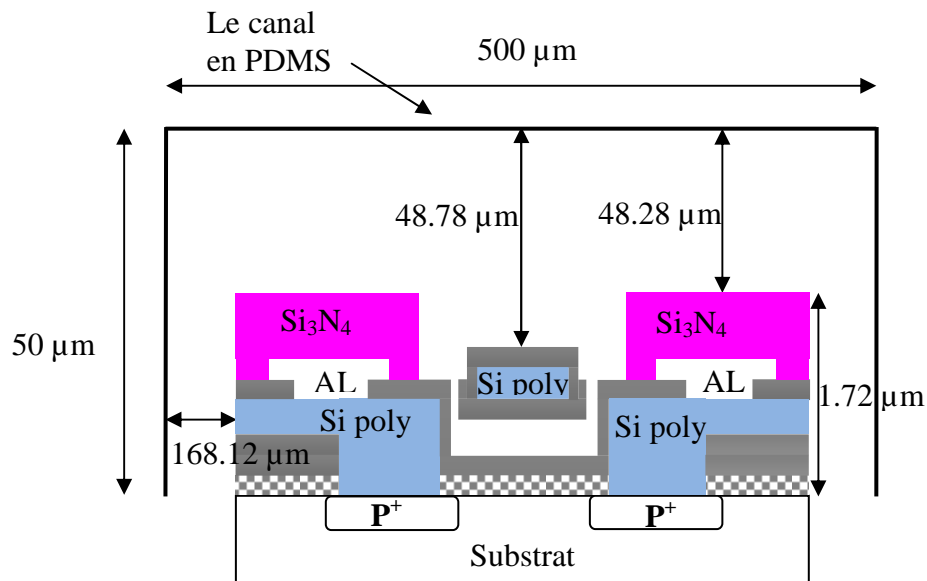 Le canal
en PDMS
500 µm
48.78 µm
48.28 µm
50 µm
Si₃N₄
Si₃N₄
AL
Si poly
AL
1.72 µm
Si poly
Si poly
168.12 µm
P⁺
P⁺
Substrat